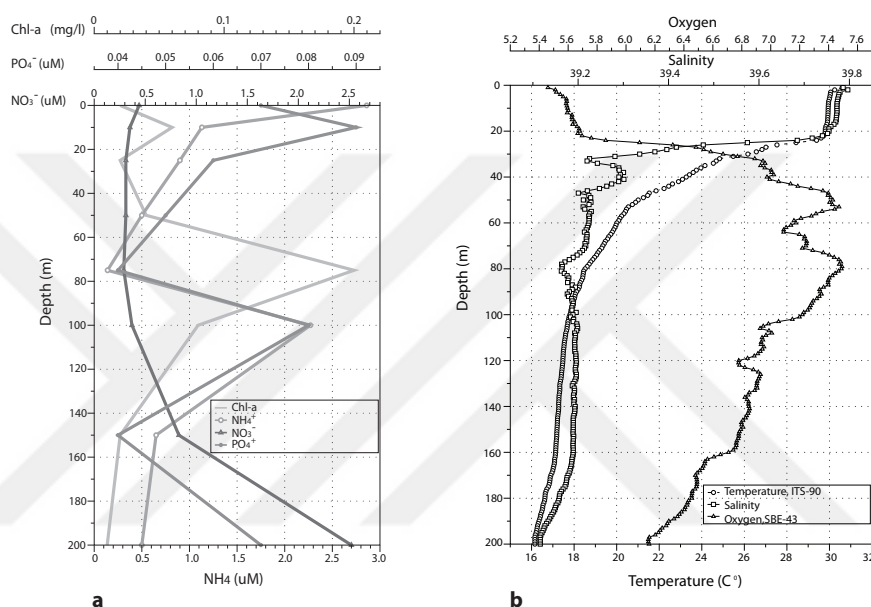 a
Chl-a (mg/l)
0 0.1 0.2
PO₄⁻ (uM)
0.04 0.05 0.06 0.07 0.08 0.09
NO₃⁻ (uM)
0 0.5 1.0 1.5 2.0 2.5
0
20
40
60
80
100
120
140
160
180
200
Depth (m)
Chl-a
NH₄⁺
NO₃⁻
PO₄⁺
0 0.5 1.0 1.5 2.0 2.5 3.0
NH4 (uM)
a
Oxygen
5.2 5.4 5.6 5.8 6.0 6.2 6.4 6.6 6.8 7.0 7.2 7.4 7.6
Salinity
39.2 39.4 39.6 39.8
0
20
40
60
80
100
120
140
160
180
200
Depth (m)
Temperature, ITS-90
Salinity
Oxygen,SBE-43
16 18 20 22 24 26 28 30 32
Temperature (C°)
b